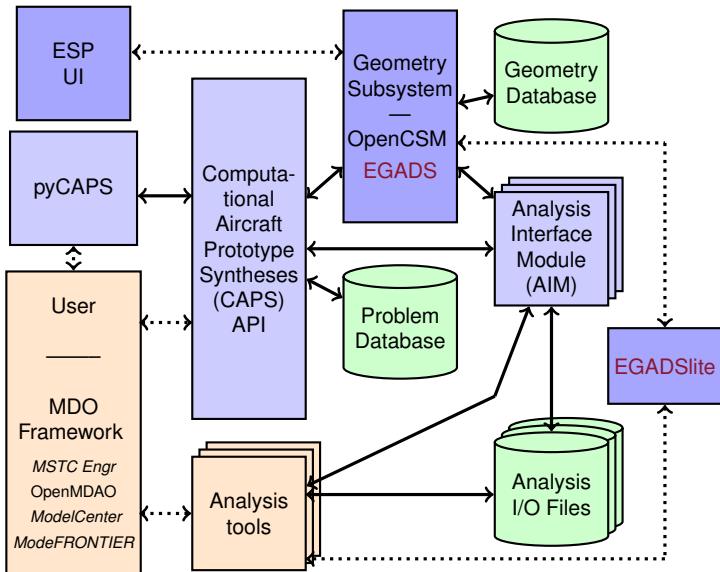 ESP
UI
Geometry
Subsystem
—
OpenCSM
EGADS
Geometry
Database
pyCAPS
Computa-
tional
Aircraft
Prototype
Syntheses
(CAPS)
API
Analysis
Interface
Module
(AIM)
Problem
Database
User
MDO
Framework
MSTC Engr
OpenMDAO
ModelCenter
ModeFRONTIER
EGADSlite
Analysis
tools
Analysis
I/O Files